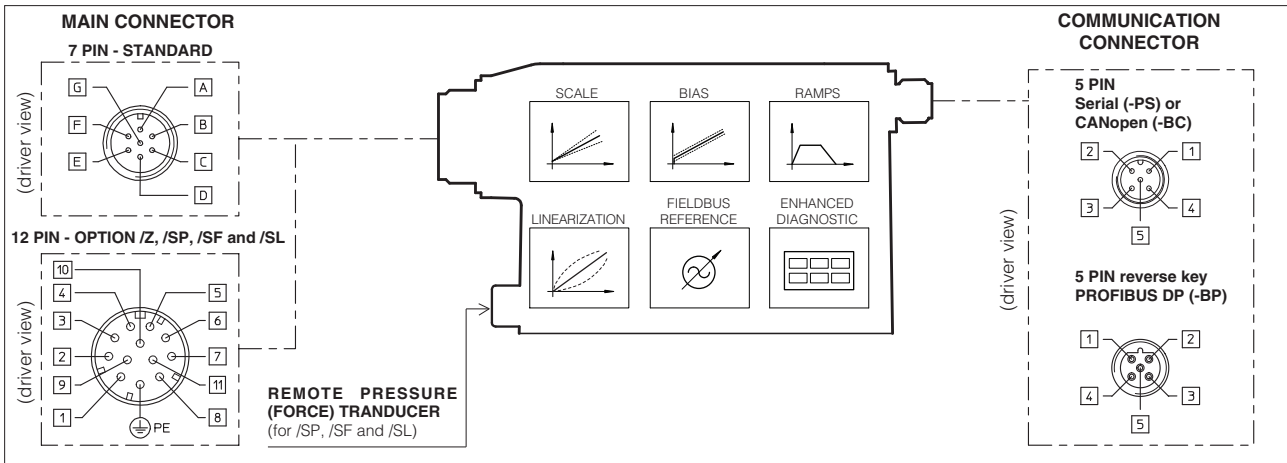 MAIN CONNECTOR
7 PIN - STANDARD
(driver view)
G
A
F
B
E
C
D
12 PIN - OPTION /Z, /SP, /SF and /SL
(driver view)
10
4
5
3
6
2
7
9
11
1
8
PE
SCALE
BIAS
RAMPS
LINEARIZATION
FIELDBUS
REFERENCE
ENHANCED
DIAGNOSTIC
REMOTE PRESSURE
(FORCE) TRANDUCER
(for /SP, /SF and /SL)
COMMUNICATION
CONNECTOR
(driver view)
5 PIN
Serial (-PS) or
CANopen (-BC)
2
1
3
4
5
5 PIN reverse key
PROFIBUS DP (-BP)
1
2
4
3
5